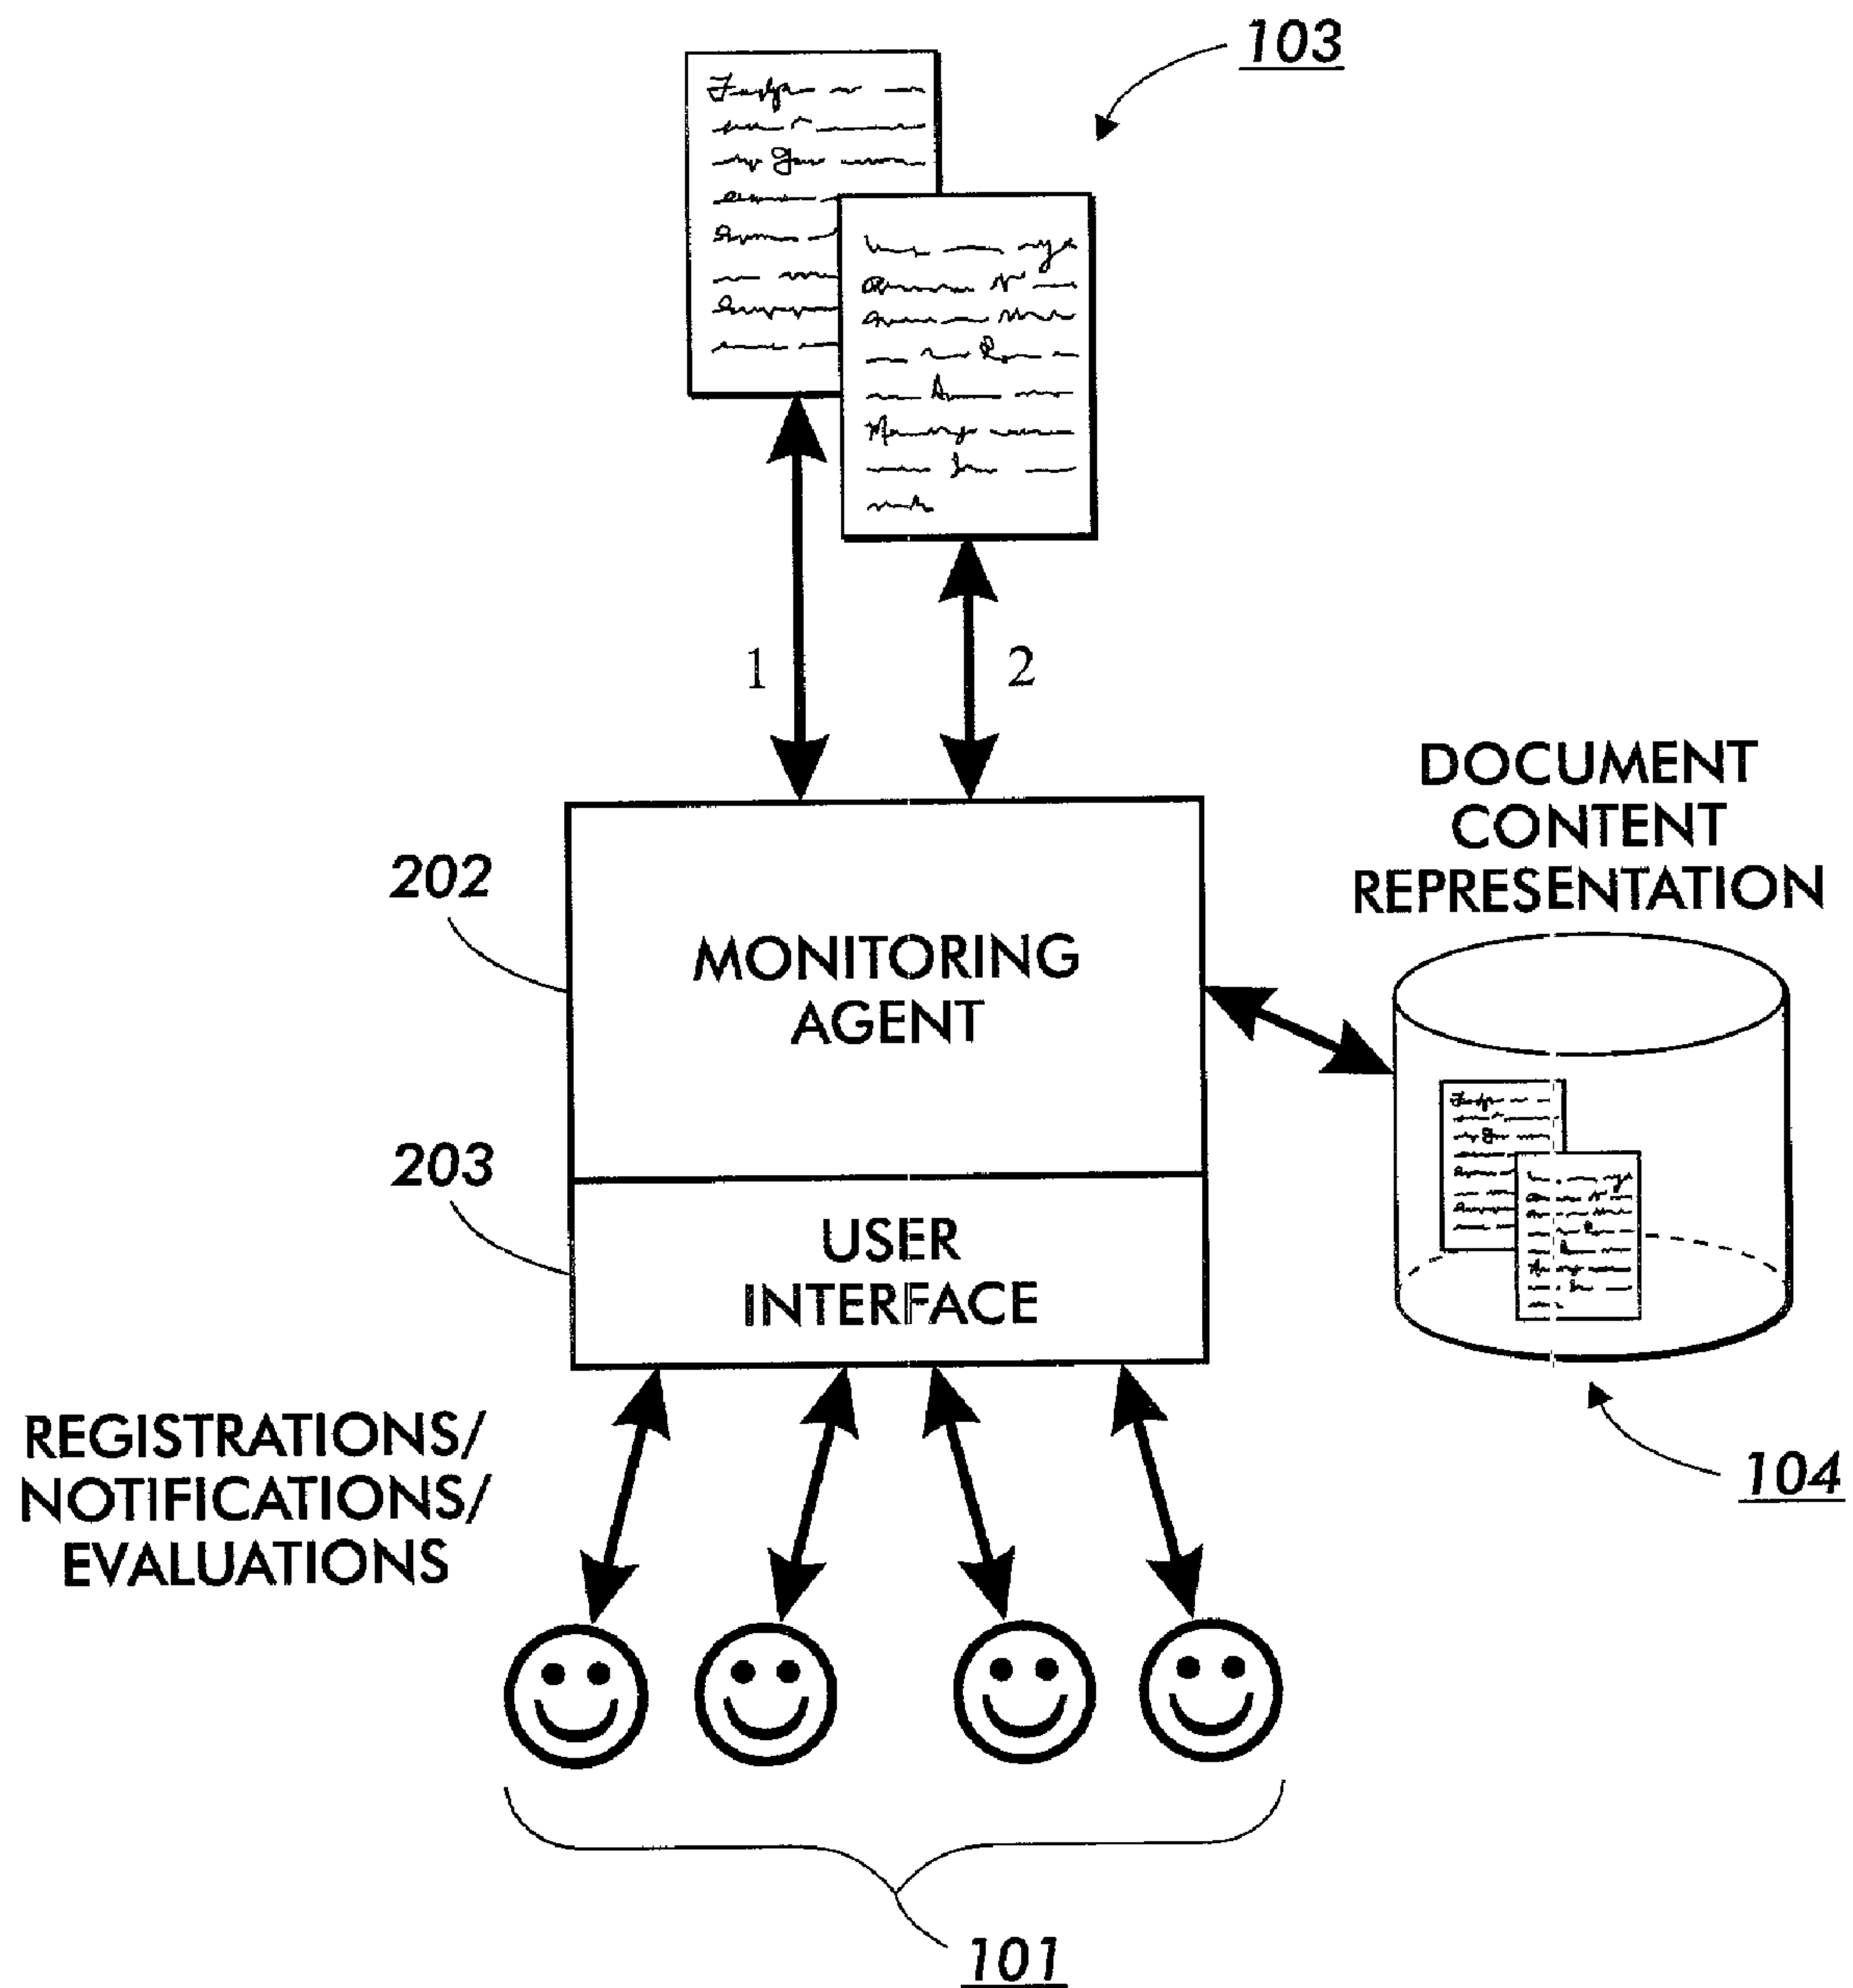 103
1
2
DOCUMENT
CONTENT
REPRESENTATION
202
MONITORING
AGENT
203
USER
INTERFACE
REGISTRATIONS/
NOTIFICATIONS/
EVALUATIONS
104
101